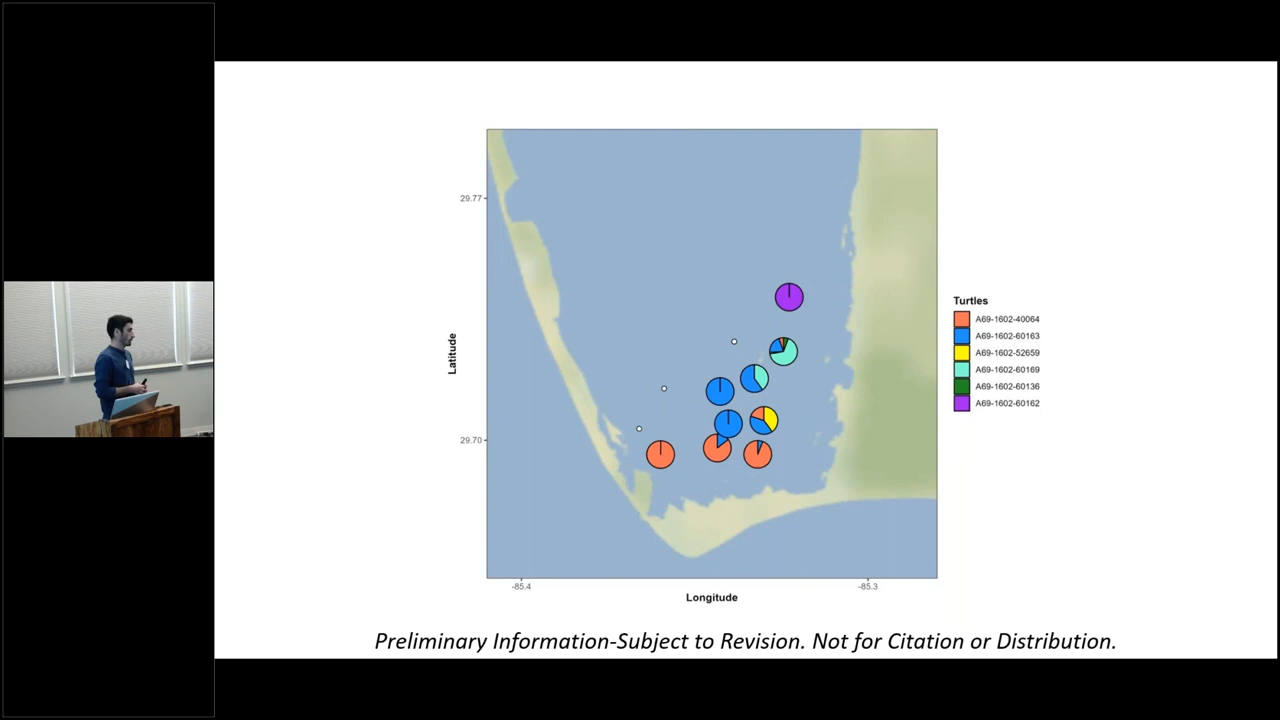 29.77
29.70
Latitude
-85.4
-85.3
Longitude
Turtles
A69-1602-40064
A69-1602-60163
A69-1602-52659
A69-1602-60169
A69-1602-60136
A69-1602-60162
Preliminary Information-Subject to Revision. Not for Citation or Distribution.